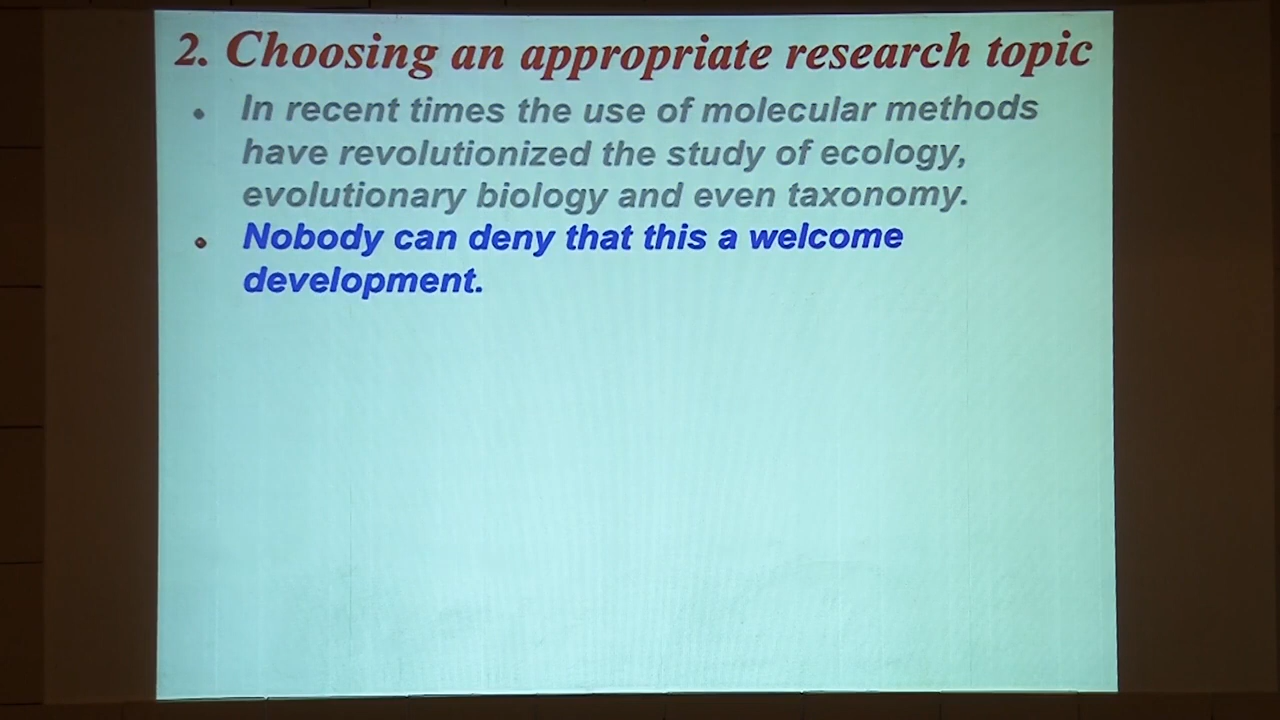 2. Choosing an appropriate research topic
• In recent times the use of molecular methods
have revolutionized the study of ecology,
evolutionary biology and even taxonomy.
• Nobody can deny that this a welcome
development.